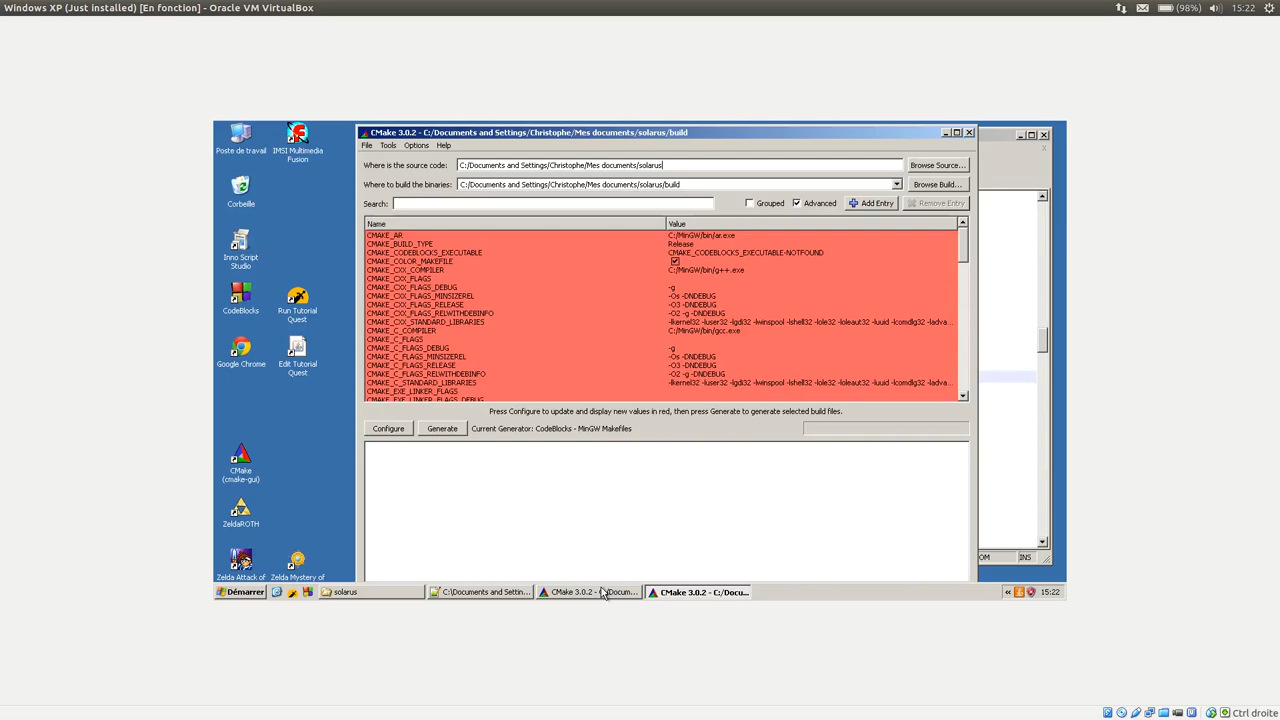 Windows XP (Just installed) [En fonction] - Oracle VM VirtualBox
(98%) 15:22
CMake 3.0.2 - C:/Documents and Settings/Christophe/Mes documents/solarus/build
File Tools Options Help
Where is the source code: C:/Documents and Settings/Christophe/Mes documents/solarus Browse Source...
Where to build the binaries: C:/Documents and Settings/Christophe/Mes documents/solarus/build Browse Build...
Search: Grouped Advanced Add Entry Remove Entry
Name Value
CMAKE_AR C:/MinGW/bin/ar.exe
CMAKE_BUILD_TYPE Release
CMAKE_CODEBLOCKS_EXECUTABLE CMAKE_CODEBLOCKS_EXECUTABLE-NOTFOUND
CMAKE_COLOR_MAKEFILE
CMAKE_CXX_COMPILER C:/MinGW/bin/g++.exe
CMAKE_CXX_FLAGS
CMAKE_CXX_FLAGS_DEBUG -g
CMAKE_CXX_FLAGS_MINSIZEREL -Os -DNDEBUG
CMAKE_CXX_FLAGS_RELEASE -O3 -DNDEBUG
CMAKE_CXX_FLAGS_RELWITHDEBINFO -O2 -g -DNDEBUG
CMAKE_CXX_STANDARD_LIBRARIES -lkernel32 -luser32 -lgdi32 -lwinspool -lshell32 -lole32 -loleaut32 -luuid -lcomdlg32 -ladva...
CMAKE_C_COMPILER C:/MinGW/bin/gcc.exe
CMAKE_C_FLAGS
CMAKE_C_FLAGS_DEBUG -g
CMAKE_C_FLAGS_MINSIZEREL -Os -DNDEBUG
CMAKE_C_FLAGS_RELEASE -O3 -DNDEBUG
CMAKE_C_FLAGS_RELWITHDEBINFO -O2 -g -DNDEBUG
CMAKE_C_STANDARD_LIBRARIES -lkernel32 -luser32 -lgdi32 -lwinspool -lshell32 -lole32 -loleaut32 -luuid -lcomdlg32 -ladva...
CMAKE_EXE_LINKER_FLAGS
CMAKE_EXE_LINKER_FLAGS_DEBUG
Press Configure to update and display new values in red, then press Generate to generate selected build files.
Configure Generate Current Generator: CodeBlocks - MinGW Makefiles
Poste de travail
IMSI Multimedia
Fusion
Corbeille
Inno Script
Studio
CodeBlocks
Run Tutorial
Quest
Google Chrome
Edit Tutorial
Quest
CMake
(cmake-gui)
ZeldaROTH
Zelda Attack of
Zelda Mystery of
OM INS
Démarrer solarus C:\Documents and Settin... CMake 3.0.2 - C:/Docum... CMake 3.0.2 - C:/Docu... « 15:22
Ctrl droite